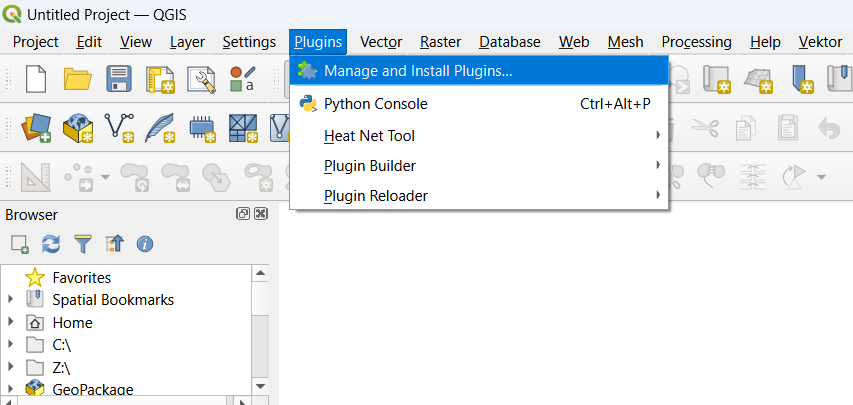 Untitled Project — QGIS
Project Edit View Layer Settings Plugins Vector Raster Database Web Mesh Processing Help Vektor
Manage and Install Plugins...
Python Console Ctrl+Alt+P
Heat Net Tool
Plugin Builder
Plugin Reloader
Browser
Favorites
Spatial Bookmarks
Home
C:\
Z:\
GeoPackage